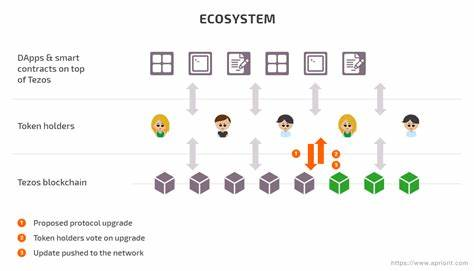 ECOSYSTEM
DApps & smart
contracts on top
of Tezos
Token holders
1
2
3
Tezos blockchain
1 Proposed protocol upgrade
2 Token holders vote on upgrade
3 Update pushed to the network
https://www.apriorit.com